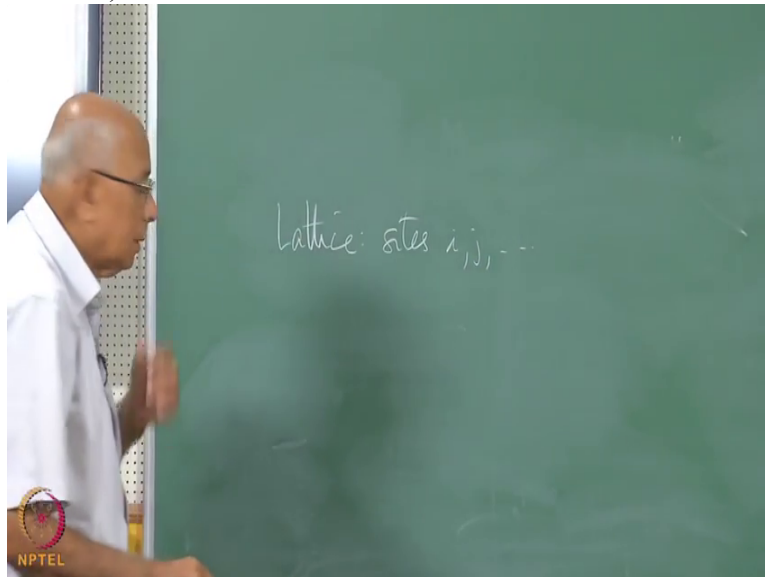 Lattice: sites i, j, ---
NPTEL